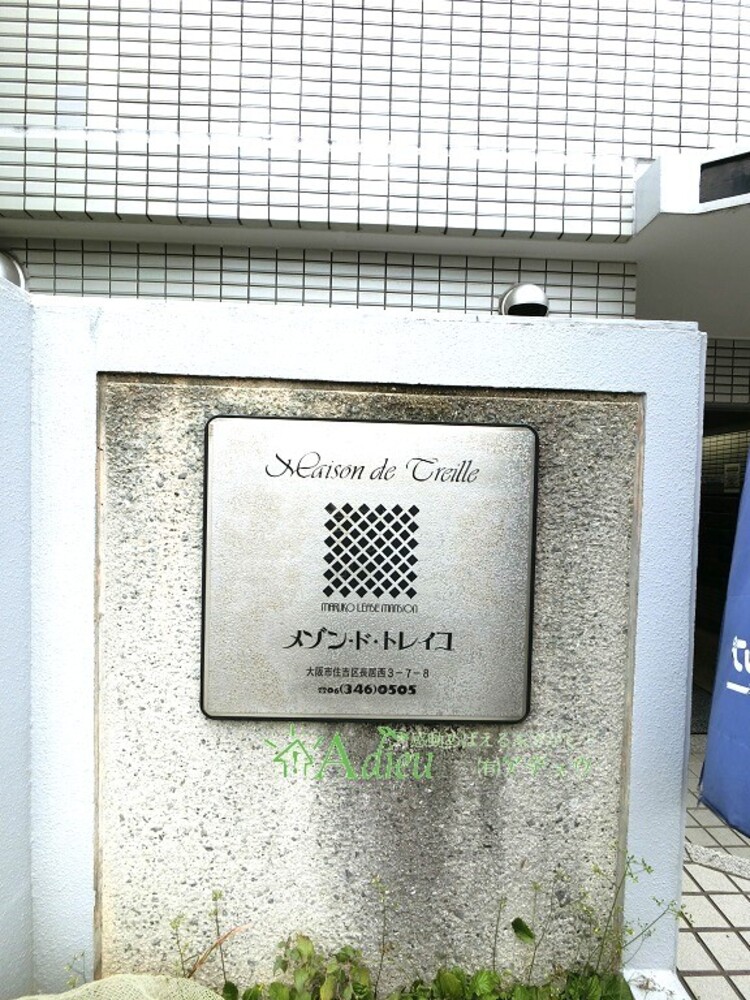 Maison de Treille
MARUKO LEASE MANSION
メゾン・ド・トレイユ
大阪市住吉区長居西3-7-8
☎06(346)0505
Adieu